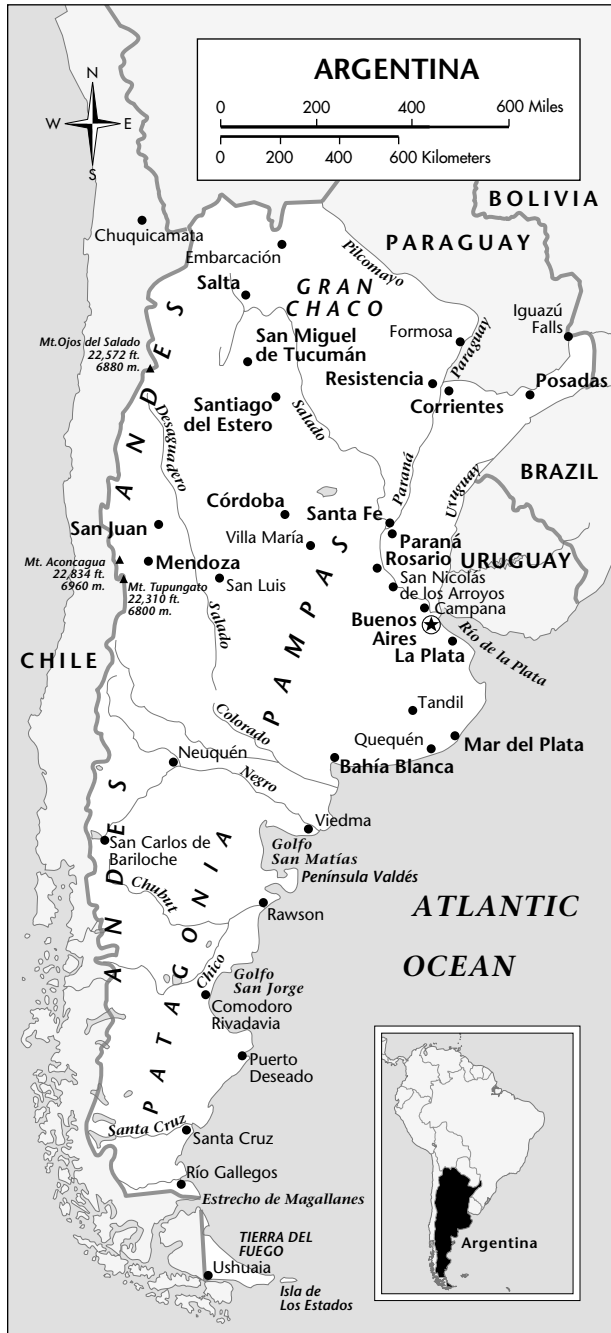 ARGENTINA
0 200 400 600 Miles
0 200 400 600 Kilometers
N
W E
S
BOLIVIA
PARAGUAY
Chuquicamata
Embarcación
Pilcomayo
Salta
GRAN
CHACO
Iguazú
Falls
Formosa
Paraguay
Mt.Ojos del Salado
22,572 ft.
6880 m.
San Miguel
de Tucumán
Resistencia
Posadas
Corrientes
Santiago
del Estero
Salado
Desaguadero
ANDES
Paraná
Uruguay
BRAZIL
Córdoba
Santa Fe
San Juan
Villa María
Paraná
Rosario
URUGUAY
Mt. Aconcagua
22,834 ft.
6960 m.
Mendoza
Mt. Tupungato
22,310 ft.
6800 m.
San Luis
San Nicolás
de los Arroyos
Campana
Buenos
Aires
Río de la Plata
La Plata
Salado
PAMPAS
CHILE
Tandil
Colorado
Quequén
Mar del Plata
Neuquén
Bahía Blanca
Negro
Viedma
San Carlos de
Bariloche
Golfo
San Matías
Península Valdés
ANDES
Chubut
PATAGONIA
Rawson
ATLANTIC
OCEAN
Chico
Golfo
San Jorge
Comodoro
Rivadavia
Puerto
Deseado
Santa Cruz
Santa Cruz
Río Gallegos
Estrecho de Magallanes
TIERRA DEL
FUEGO
Ushuaia
Isla de
Los Estados
Argentina